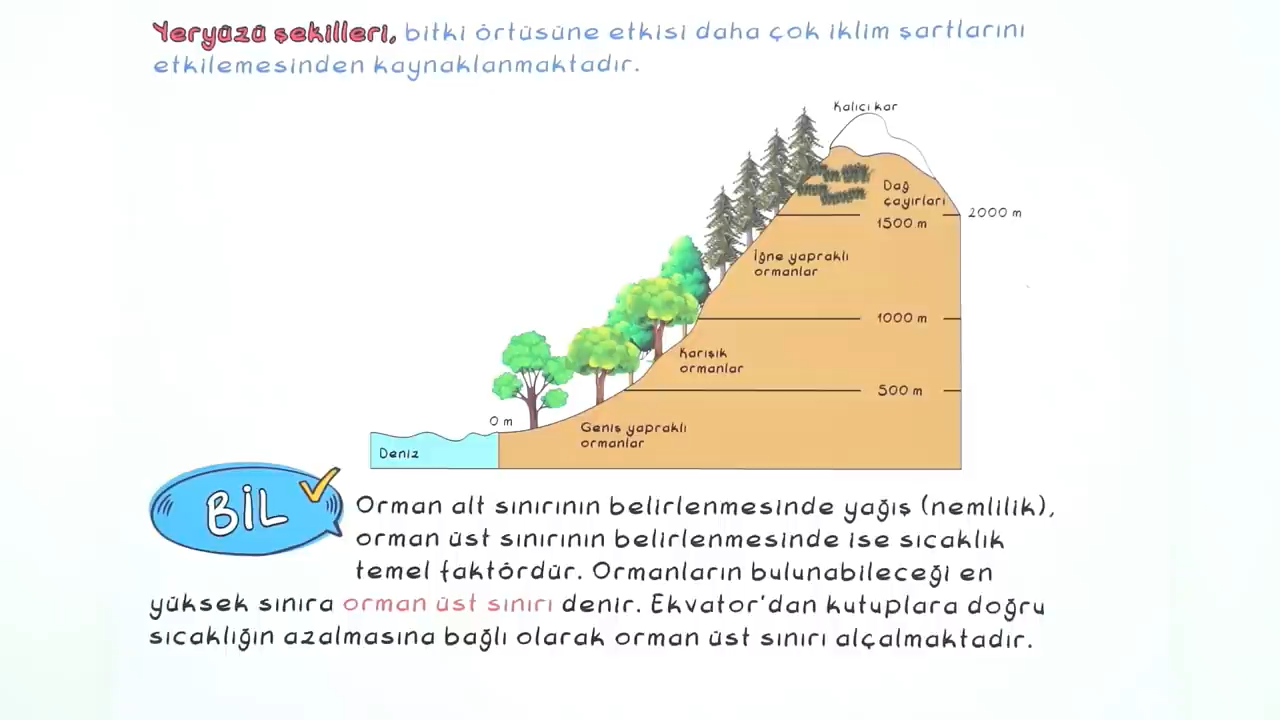 Yeryüzü şekilleri, bitki örtüsüne etkisi daha çok iklim şartlarını
etkilemesinden kaynaklanmaktadır.
Kalıcı kar
Dağ
çayırları
2000 m
1500 m
İğne yapraklı
ormanlar
1000 m
Karışık
ormanlar
500 m
0 m
Geniş yapraklı
ormanlar
Deniz
BİL
Orman alt sınırının belirlenmesinde yağış (nemlilik),
orman üst sınırının belirlenmesinde ise sıcaklık
temel faktördür. Ormanların bulunabileceği en
yüksek sınıra orman üst sınırı denir. Ekvator'dan kutuplara doğru
sıcaklığın azalmasına bağlı olarak orman üst sınırı alçalmaktadır.